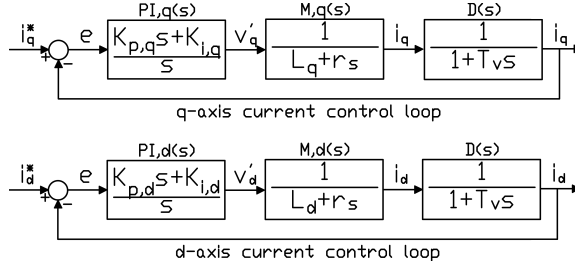 PI,q(s) M,q(s) D(s)
i*q + − e Kp,qs+Ki,q / s v′q 1 / Lq+rs iq 1 / 1+Tvs iq
q-axis current control loop
PI,d(s) M,d(s) D(s)
i*d + − e Kp,ds+Ki,d / s v′d 1 / Ld+rs id 1 / 1+Tvs id
d-axis current control loop